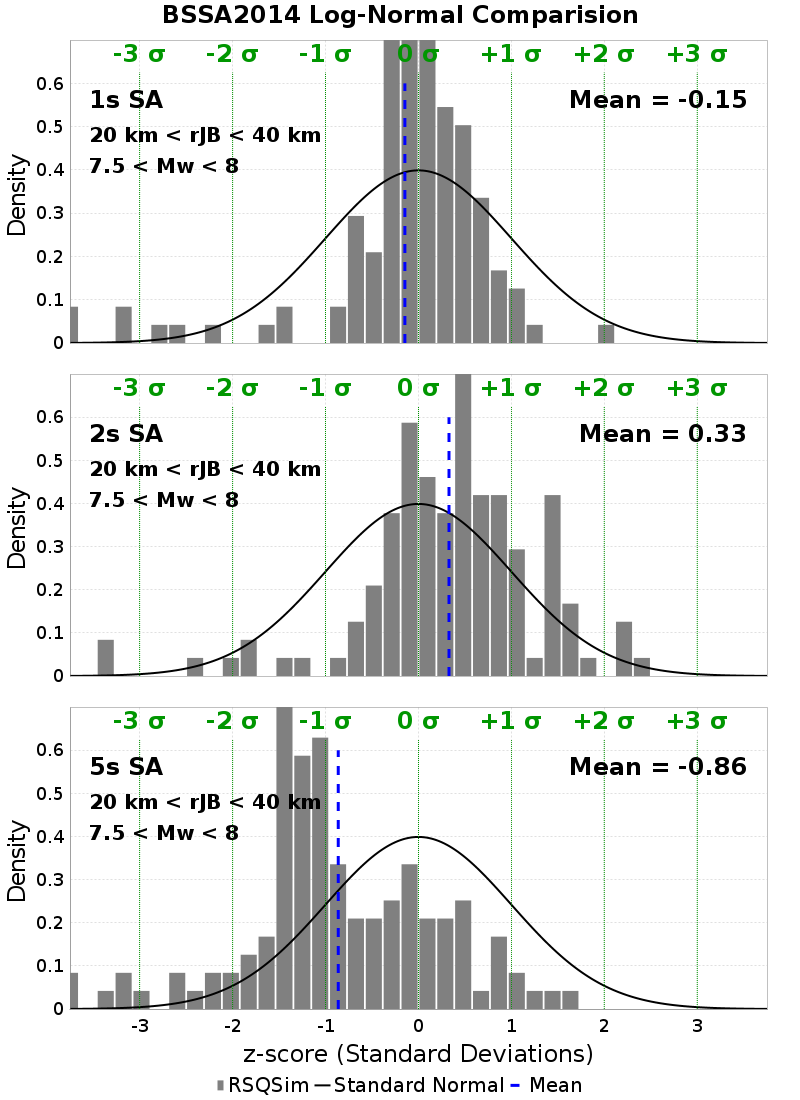 BSSA2014 Log-Normal Comparision
-3 σ -2 σ -1 σ 0 σ +1 σ +2 σ +3 σ
1s SA Mean = -0.15
20 km < rJB < 40 km
7.5 < Mw < 8
Density
0.6
0.5
0.4
0.3
0.2
0.1
0
-3 σ -2 σ -1 σ 0 σ +1 σ +2 σ +3 σ
2s SA Mean = 0.33
20 km < rJB < 40 km
7.5 < Mw < 8
Density
0.6
0.5
0.4
0.3
0.2
0.1
0
-3 σ -2 σ -1 σ 0 σ +1 σ +2 σ +3 σ
5s SA Mean = -0.86
20 km < rJB < 40 km
7.5 < Mw < 8
Density
0.6
0.5
0.4
0.3
0.2
0.1
0
-3 -2 -1 0 1 2 3
z-score (Standard Deviations)
RSQSim Standard Normal Mean